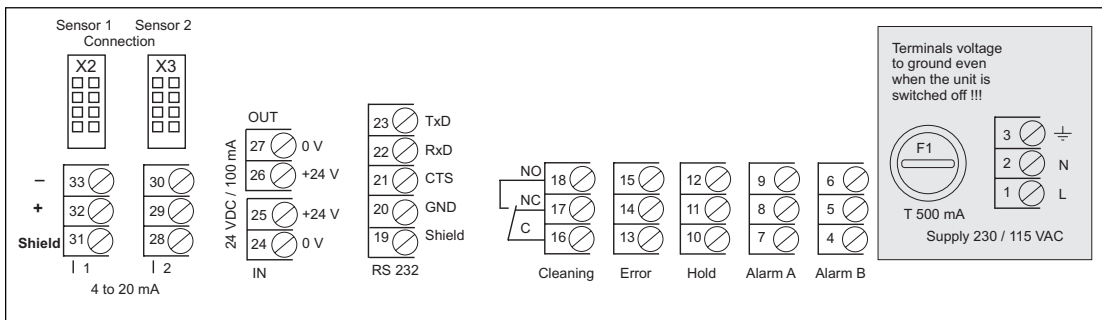 Sensor 1 Sensor 2
Connection
X2 X3
– 33 30
+ 32 29
Shield 31 28
I 1 I 2
4 to 20 mA
24 VDC / 100 mA
OUT
27 0 V
26 +24 V
25 +24 V
24 0 V
IN
23 TxD
22 RxD
21 CTS
20 GND
19 Shield
RS 232
NO 18 15 12 9 6
NC 17 14 11 8 5
C 16 13 10 7 4
Cleaning Error Hold Alarm A Alarm B
Terminals voltage
to ground even
when the unit is
switched off !!!
F1
T 500 mA
3
2 N
1 L
Supply 230 / 115 VAC